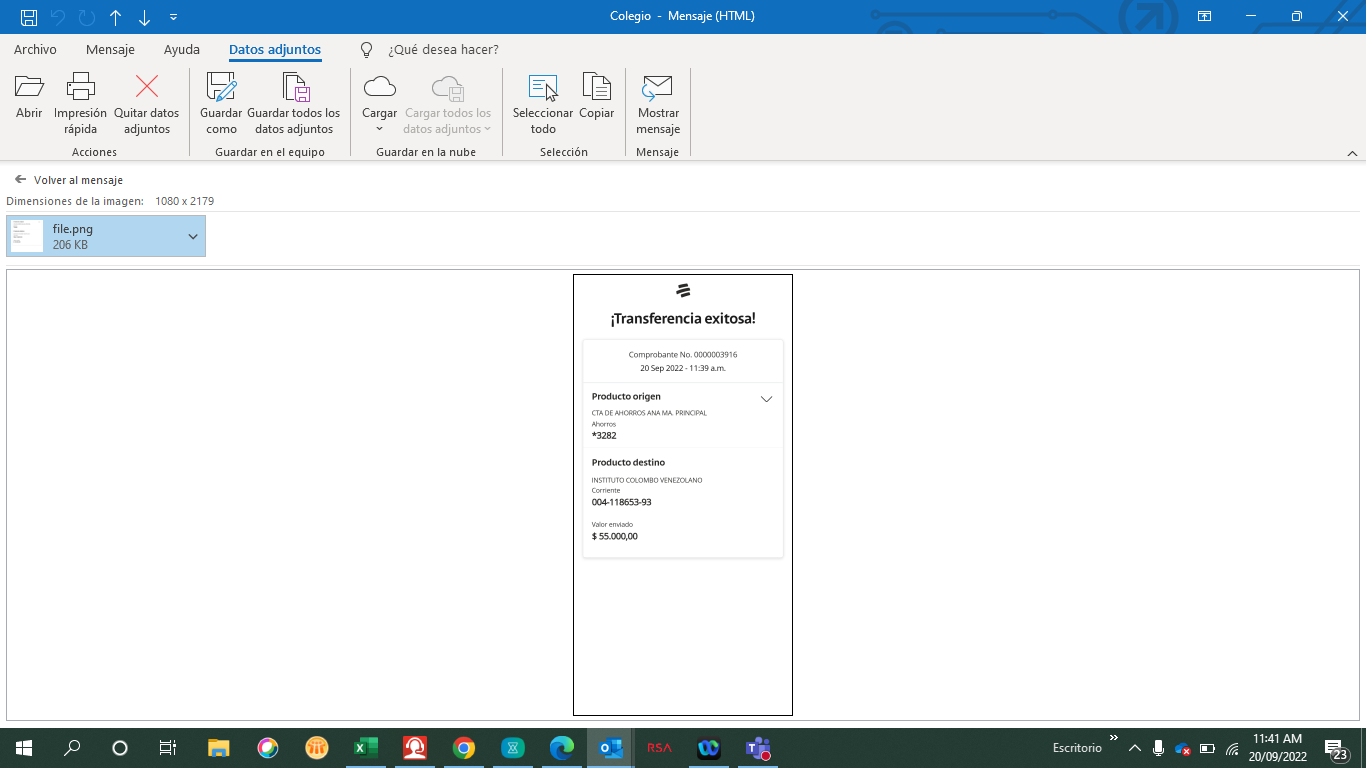 Colegio - Mensaje (HTML)
Archivo Mensaje Ayuda Datos adjuntos ¿Qué desea hacer?
Abrir
Impresión rápida
Quitar datos adjuntos
Guardar como
Guardar todos los datos adjuntos
Cargar
Cargar todos los datos adjuntos
Seleccionar todo
Copiar
Mostrar mensaje
Acciones Guardar en el equipo Guardar en la nube Selección Mensaje
Volver al mensaje
Dimensiones de la imagen: 1080 x 2179
file.png
206 KB
¡Transferencia exitosa!
Comprobante No. 0000003916
20 Sep 2022 - 11:39 a.m.
Producto origen
CTA DE AHORROS ANA MA. PRINCIPAL
Ahorros
*3282
Producto destino
INSTITUTO COLOMBO VENEZOLANO
Corriente
004-118653-93
Valor enviado
$ 55.000,00
RSA
Escritorio
11:41 AM
20/09/2022
23